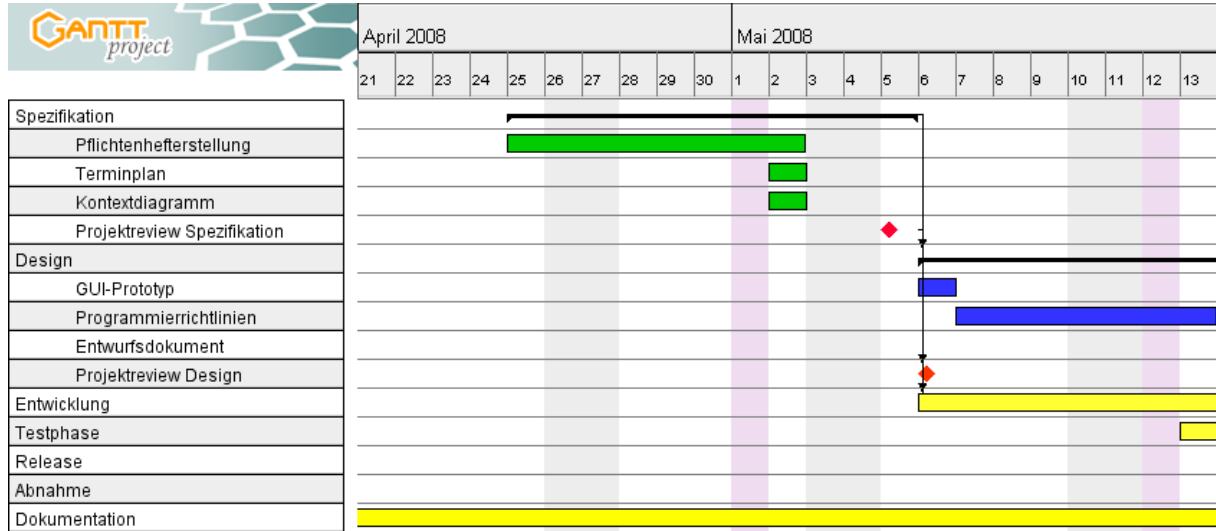 GANTT
project
April 2008 Mai 2008
21 22 23 24 25 26 27 28 29 30 1 2 3 4 5 6 7 8 9 10 11 12 13
Spezifikation
Pflichtenhefterstellung
Terminplan
Kontextdiagramm
Projektreview Spezifikation
Design
GUI-Prototyp
Programmierrichtlinien
Entwurfsdokument
Projektreview Design
Entwicklung
Testphase
Release
Abnahme
Dokumentation